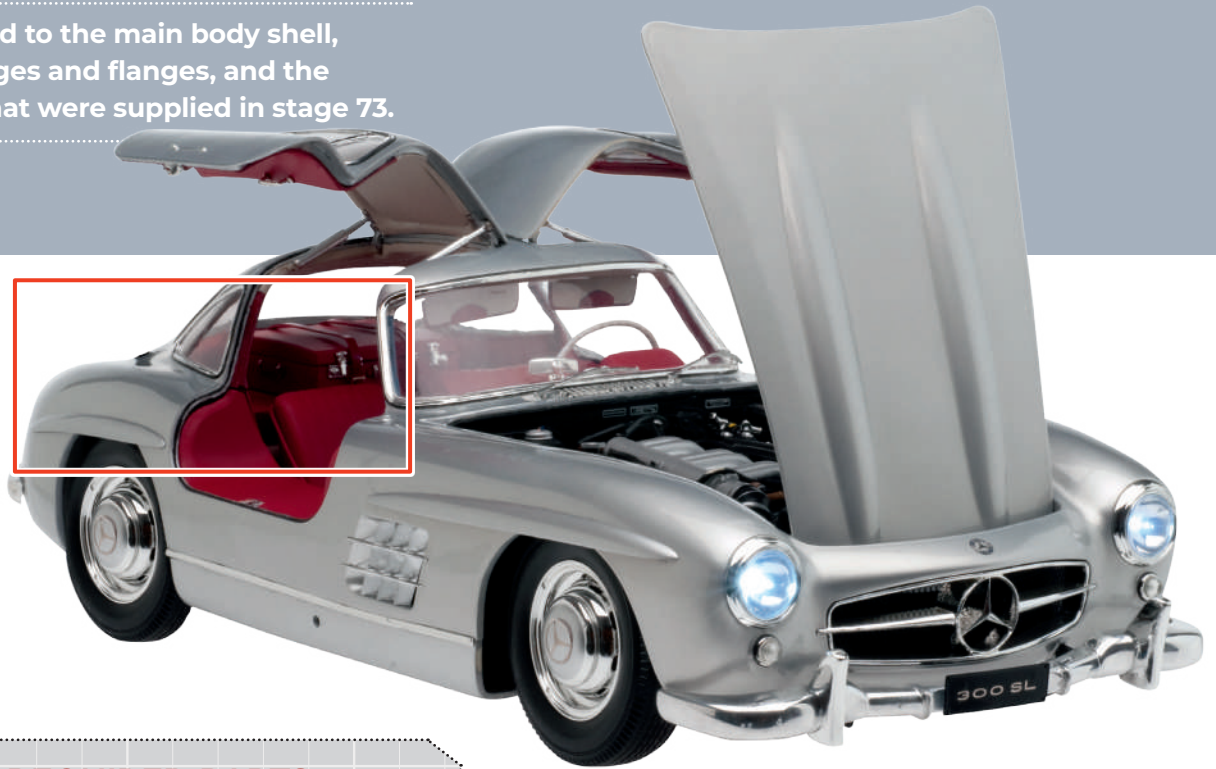 d to the main body shell,
ges and flanges, and the
at were supplied in stage 73.
300 SL